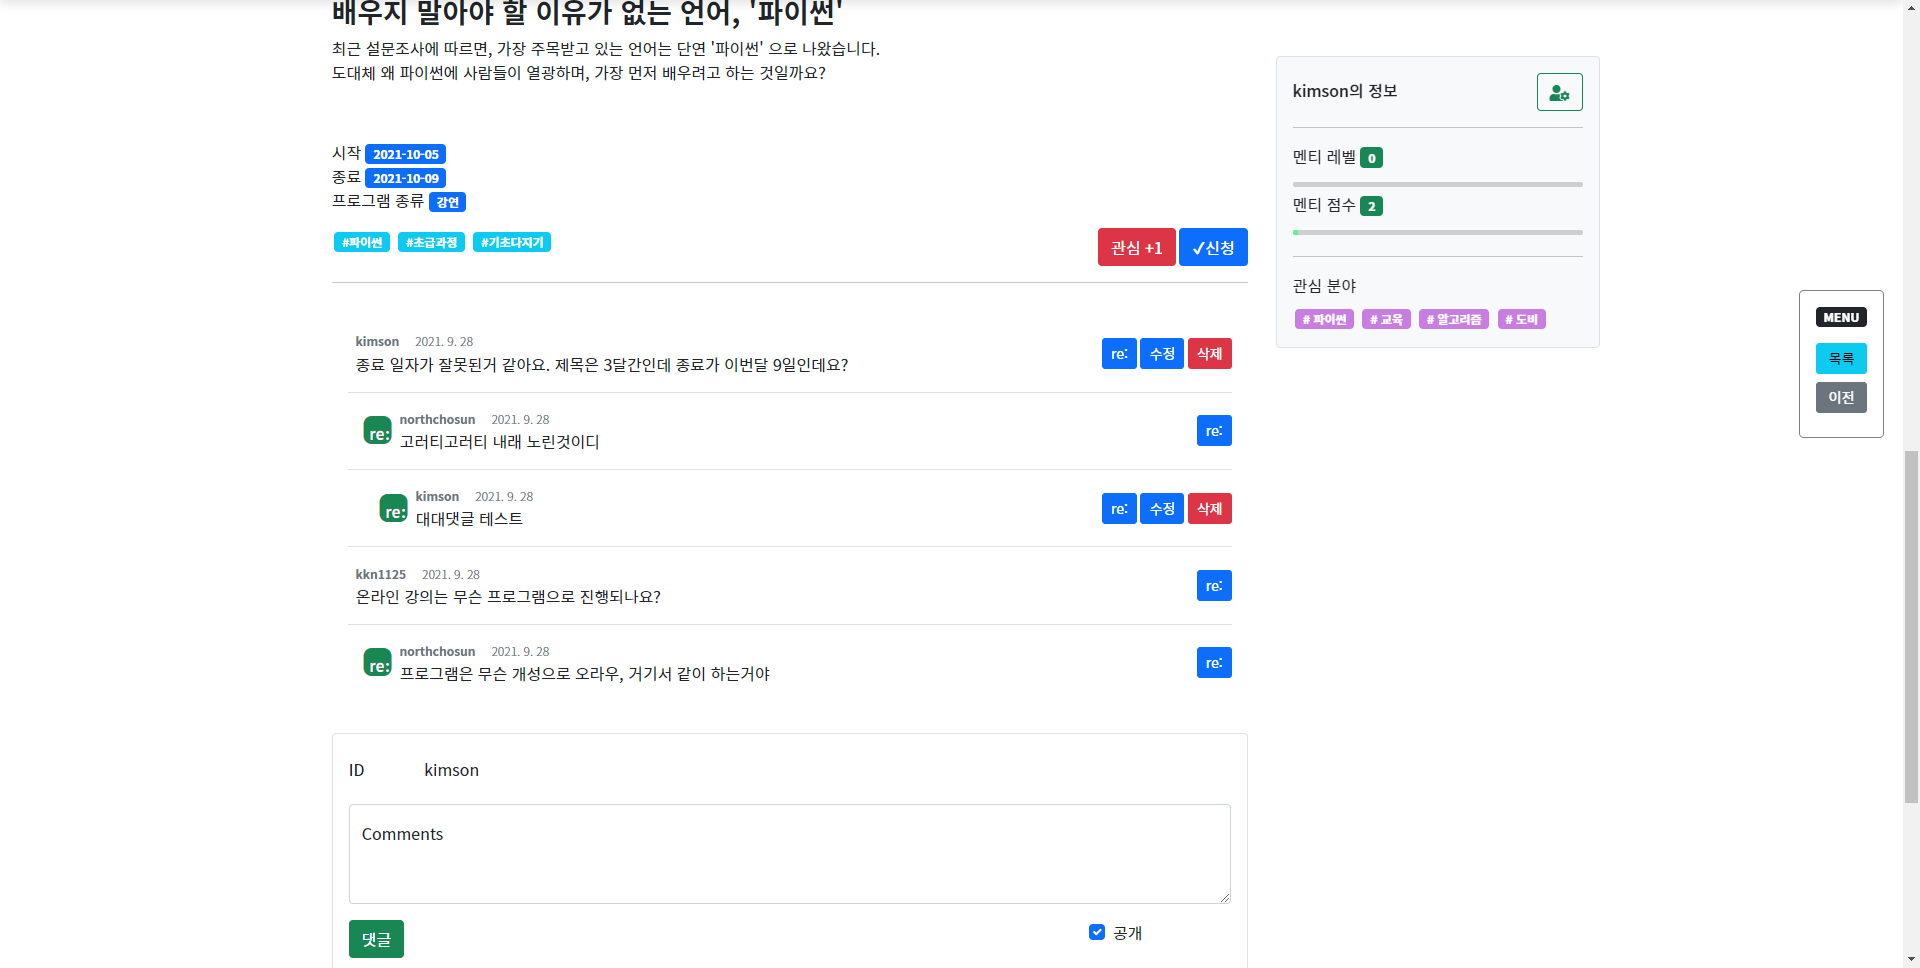 배우지 말아야 할 이유가 없는 언어, '파이썬'
최근 설문조사에 따르면, 가장 주목받고 있는 언어는 단연 '파이썬' 으로 나왔습니다.
도대체 왜 파이썬에 사람들이 열광하며, 가장 먼저 배우려고 하는 것일까요?
시작 2021-10-05
종료 2021-10-09
프로그램 종류 강연
#파이썬 #초급과정 #기초다지기
관심 +1 ✓신청
kimson 2021. 9. 28
종료 일자가 잘못된거 같아요. 제목은 3달간인데 종료가 이번달 9일인데요?
re: 수정 삭제
re: northchosun 2021. 9. 28
고러티고러티 내래 노린것이디
re:
re: kimson 2021. 9. 28
대대댓글 테스트
re: 수정 삭제
kkn1125 2021. 9. 28
온라인 강의는 무슨 프로그램으로 진행되나요?
re:
re: northchosun 2021. 9. 28
프로그램은 무슨 개성으로 오라우, 거기서 같이 하는거야
re:
ID kimson
Comments
댓글
공개
kimson의 정보
멘티 레벨 0
멘티 점수 2
관심 분야
# 파이썬 # 교육 # 알고리즘 # 도비
MENU
목록
이전